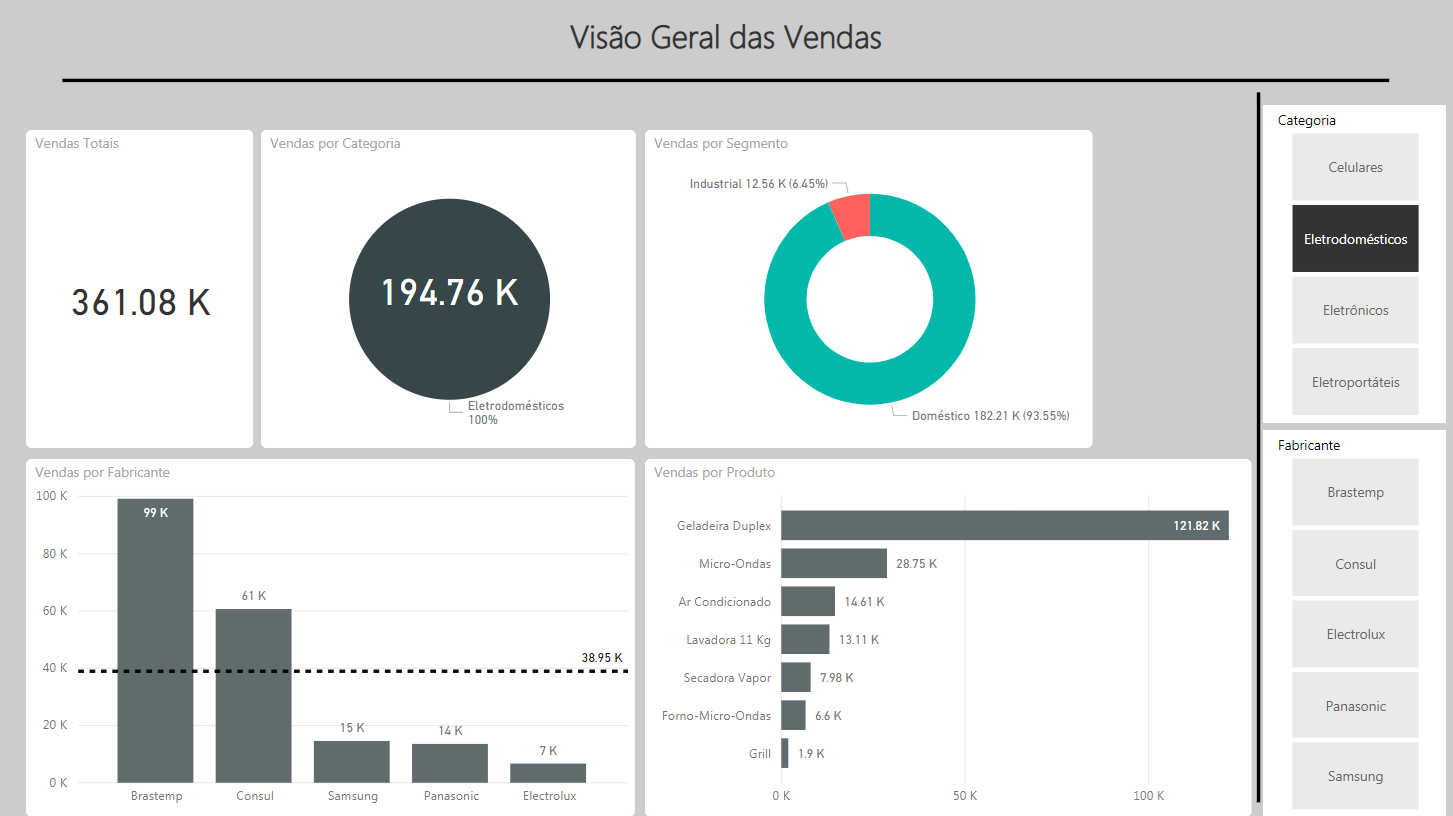 Visão Geral das Vendas
Vendas Totais
361.08 K
Vendas por Categoria
194.76 K
Eletrodomésticos
100%
Vendas por Segmento
Industrial 12.56 K (6.45%)
Doméstico 182.21 K (93.55%)
Categoria
Celulares
Eletrodomésticos
Eletrônicos
Eletroportáteis
Vendas por Fabricante
100 K
80 K
60 K
40 K
20 K
0 K
99 K
61 K
15 K
14 K
7 K
38.95 K
Brastemp
Consul
Samsung
Panasonic
Electrolux
Vendas por Produto
Geladeira Duplex 121.82 K
Micro-Ondas 28.75 K
Ar Condicionado 14.61 K
Lavadora 11 Kg 13.11 K
Secadora Vapor 7.98 K
Forno-Micro-Ondas 6.6 K
Grill 1.9 K
0 K 50 K 100 K
Fabricante
Brastemp
Consul
Electrolux
Panasonic
Samsung